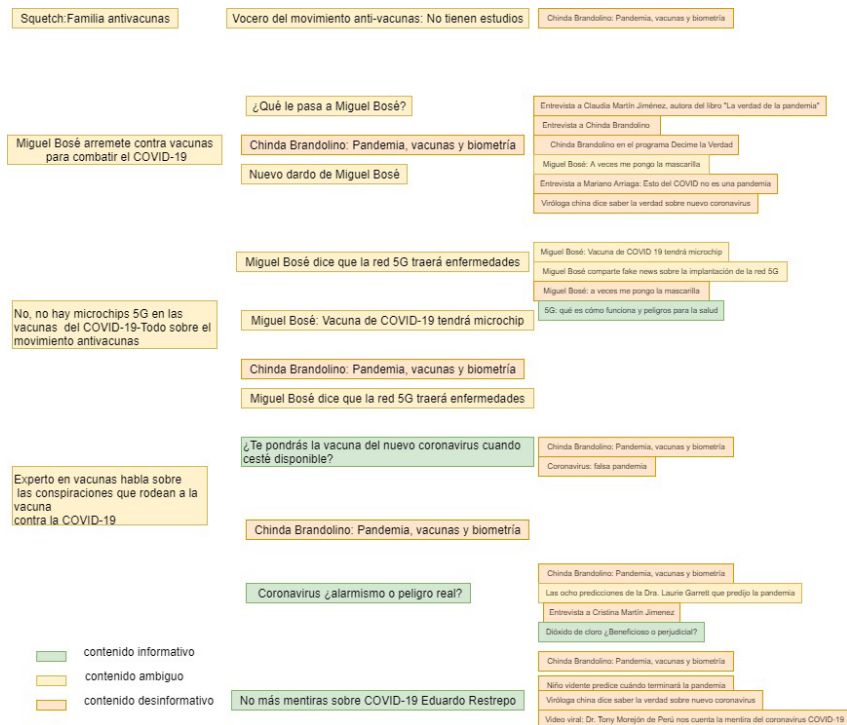 Squetch:Familia antivacunas
Vocero del movimiento anti-vacunas: No tienen estudios
Chinda Brandolino: Pandemia, vacunas y biometría
Miguel Bosé arremete contra vacunas
para combatir el COVID-19
¿Qué le pasa a Miguel Bosé?
Chinda Brandolino: Pandemia, vacunas y biometría
Nuevo dardo de Miguel Bosé
Entrevista a Claudia Martín Jiménez, autora del libro "La verdad de la pandemia"
Entrevista a Chinda Brandolino
Chinda Brandolino en el programa Decime la Verdad
Miguel Bosé: A veces me pongo la mascarilla
Entrevista a Mariano Arriaga: Esto del COVID no es una pandemia
Viróloga china dice saber la verdad sobre nuevo coronavirus
No, no hay microchips 5G en las
vacunas del COVID-19-Todo sobre el
movimiento antivacunas
Miguel Bosé dice que la red 5G traerá enfermedades
Miguel Bosé: Vacuna de COVID 19 tendrá microchip
Miguel Bosé comparte fake news sobre la implantación de la red 5G
Miguel Bosé: a veces me pongo la mascarilla
5G: qué es cómo funciona y peligros para la salud
Miguel Bosé: Vacuna de COVID-19 tendrá microchip
Chinda Brandolino: Pandemia, vacunas y biometría
Miguel Bosé dice que la red 5G traerá enfermedades
Experto en vacunas habla sobre
las conspiraciones que rodean a la
vacuna
contra la COVID-19
¿Te pondrás la vacuna del nuevo coronavirus cuando
cesté disponible?
Chinda Brandolino: Pandemia, vacunas y biometría
Coronavirus: falsa pandemia
Chinda Brandolino: Pandemia, vacunas y biometría
Coronavirus ¿alarmismo o peligro real?
Chinda Brandolino: Pandemia, vacunas y biometría
Las ocho predicciones de la Dra. Laurie Garrett que predijo la pandemia
Entrevista a Cristina Martín Jimenez
Dióxido de cloro ¿Beneficioso o perjudicial?
No más mentiras sobre COVID-19 Eduardo Restrepo
Chinda Brandolino: Pandemia, vacunas y biometría
Niño vidente predice cuándo terminará la pandemia
Viróloga china dice saber la verdad sobre nuevo coronavirus
Video viral: Dr. Tony Morejón de Perú nos cuenta la mentira del coronavirus COVID-19
contenido informativo
contenido ambiguo
contenido desinformativo